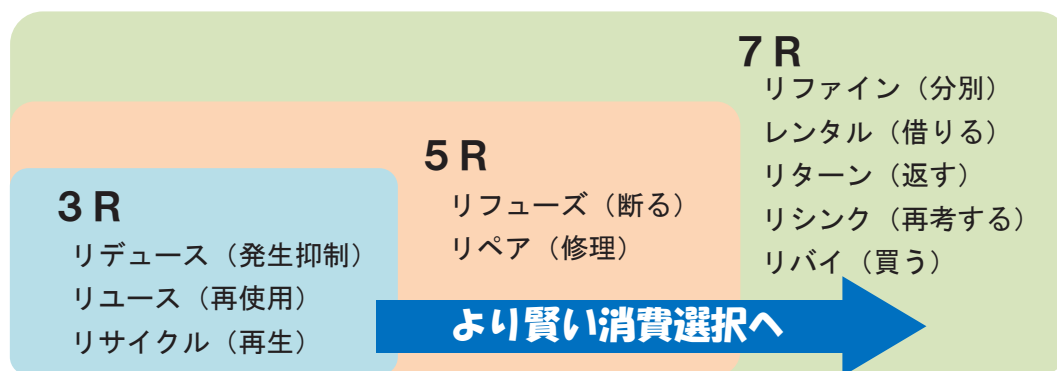 3R
リデュース（発生抑制）
リユース（再使用）
リサイクル（再生）
5R
リフューズ（断る）
リペア（修理）
7R
リファイン（分別）
レンタル（借りる）
リターン（返す）
リシンク（再考する）
リバイ（買う）
より賢い消費選択へ